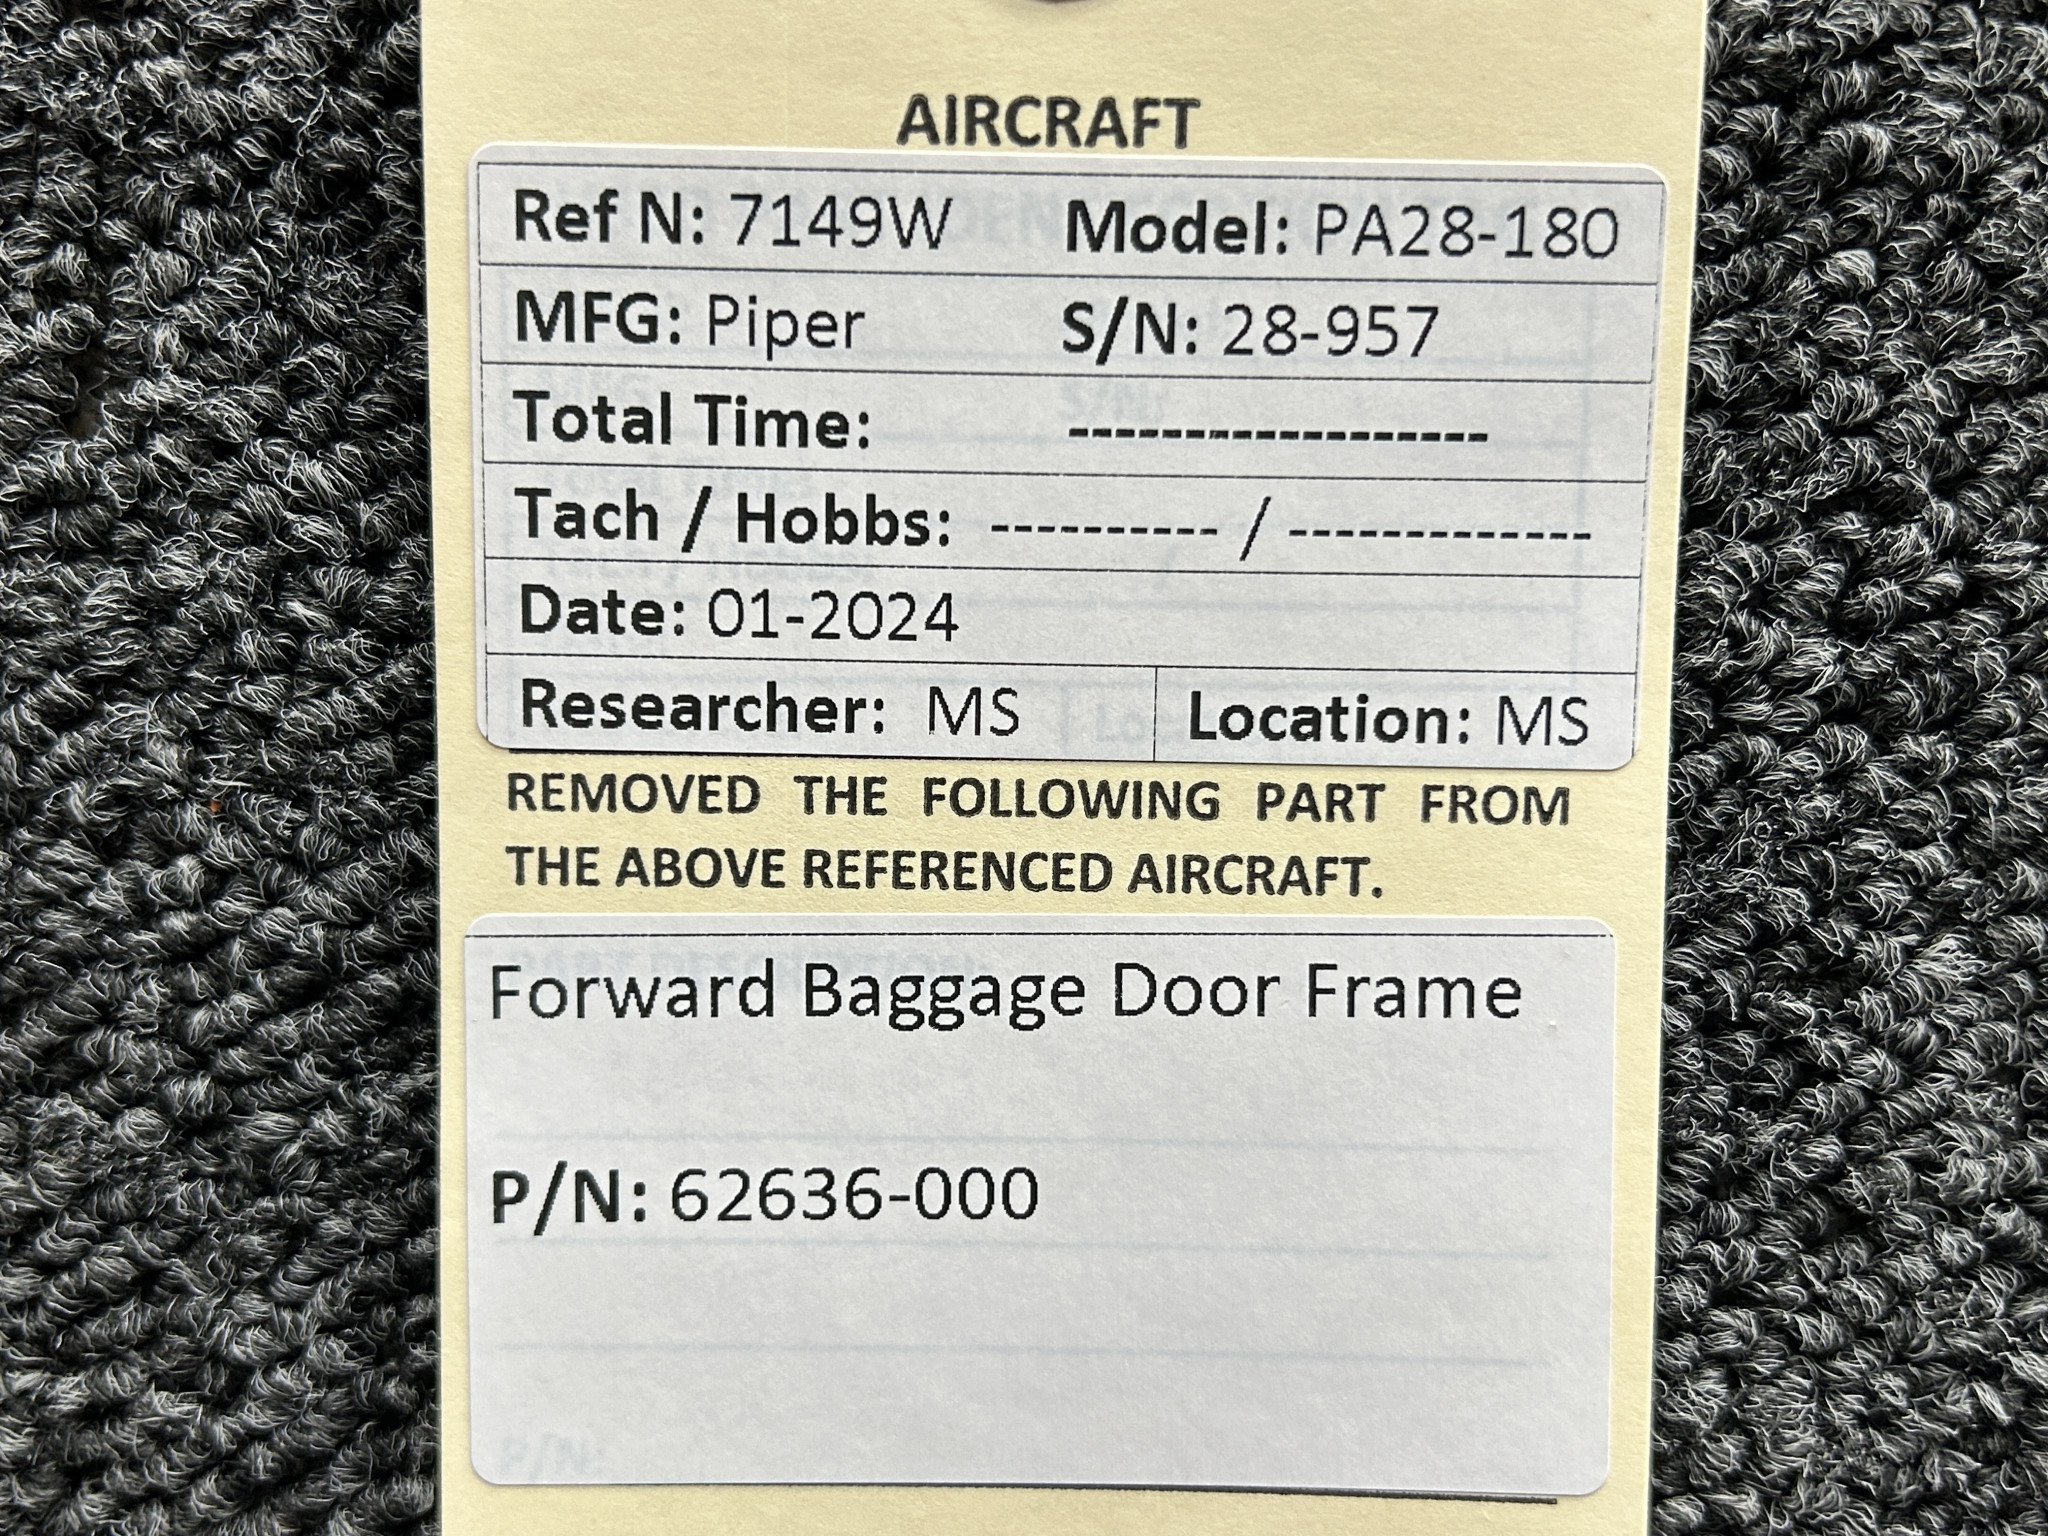 AIRCRAFT
Ref N: 7149W Model: PA28-180
MFG: Piper S/N: 28-957
Total Time: ------------------
Tach / Hobbs: ---------- / -------------
Date: 01-2024
Researcher: MS Location: MS
REMOVED THE FOLLOWING PART FROM
THE ABOVE REFERENCED AIRCRAFT.
Forward Baggage Door Frame
P/N: 62636-000
P/N: